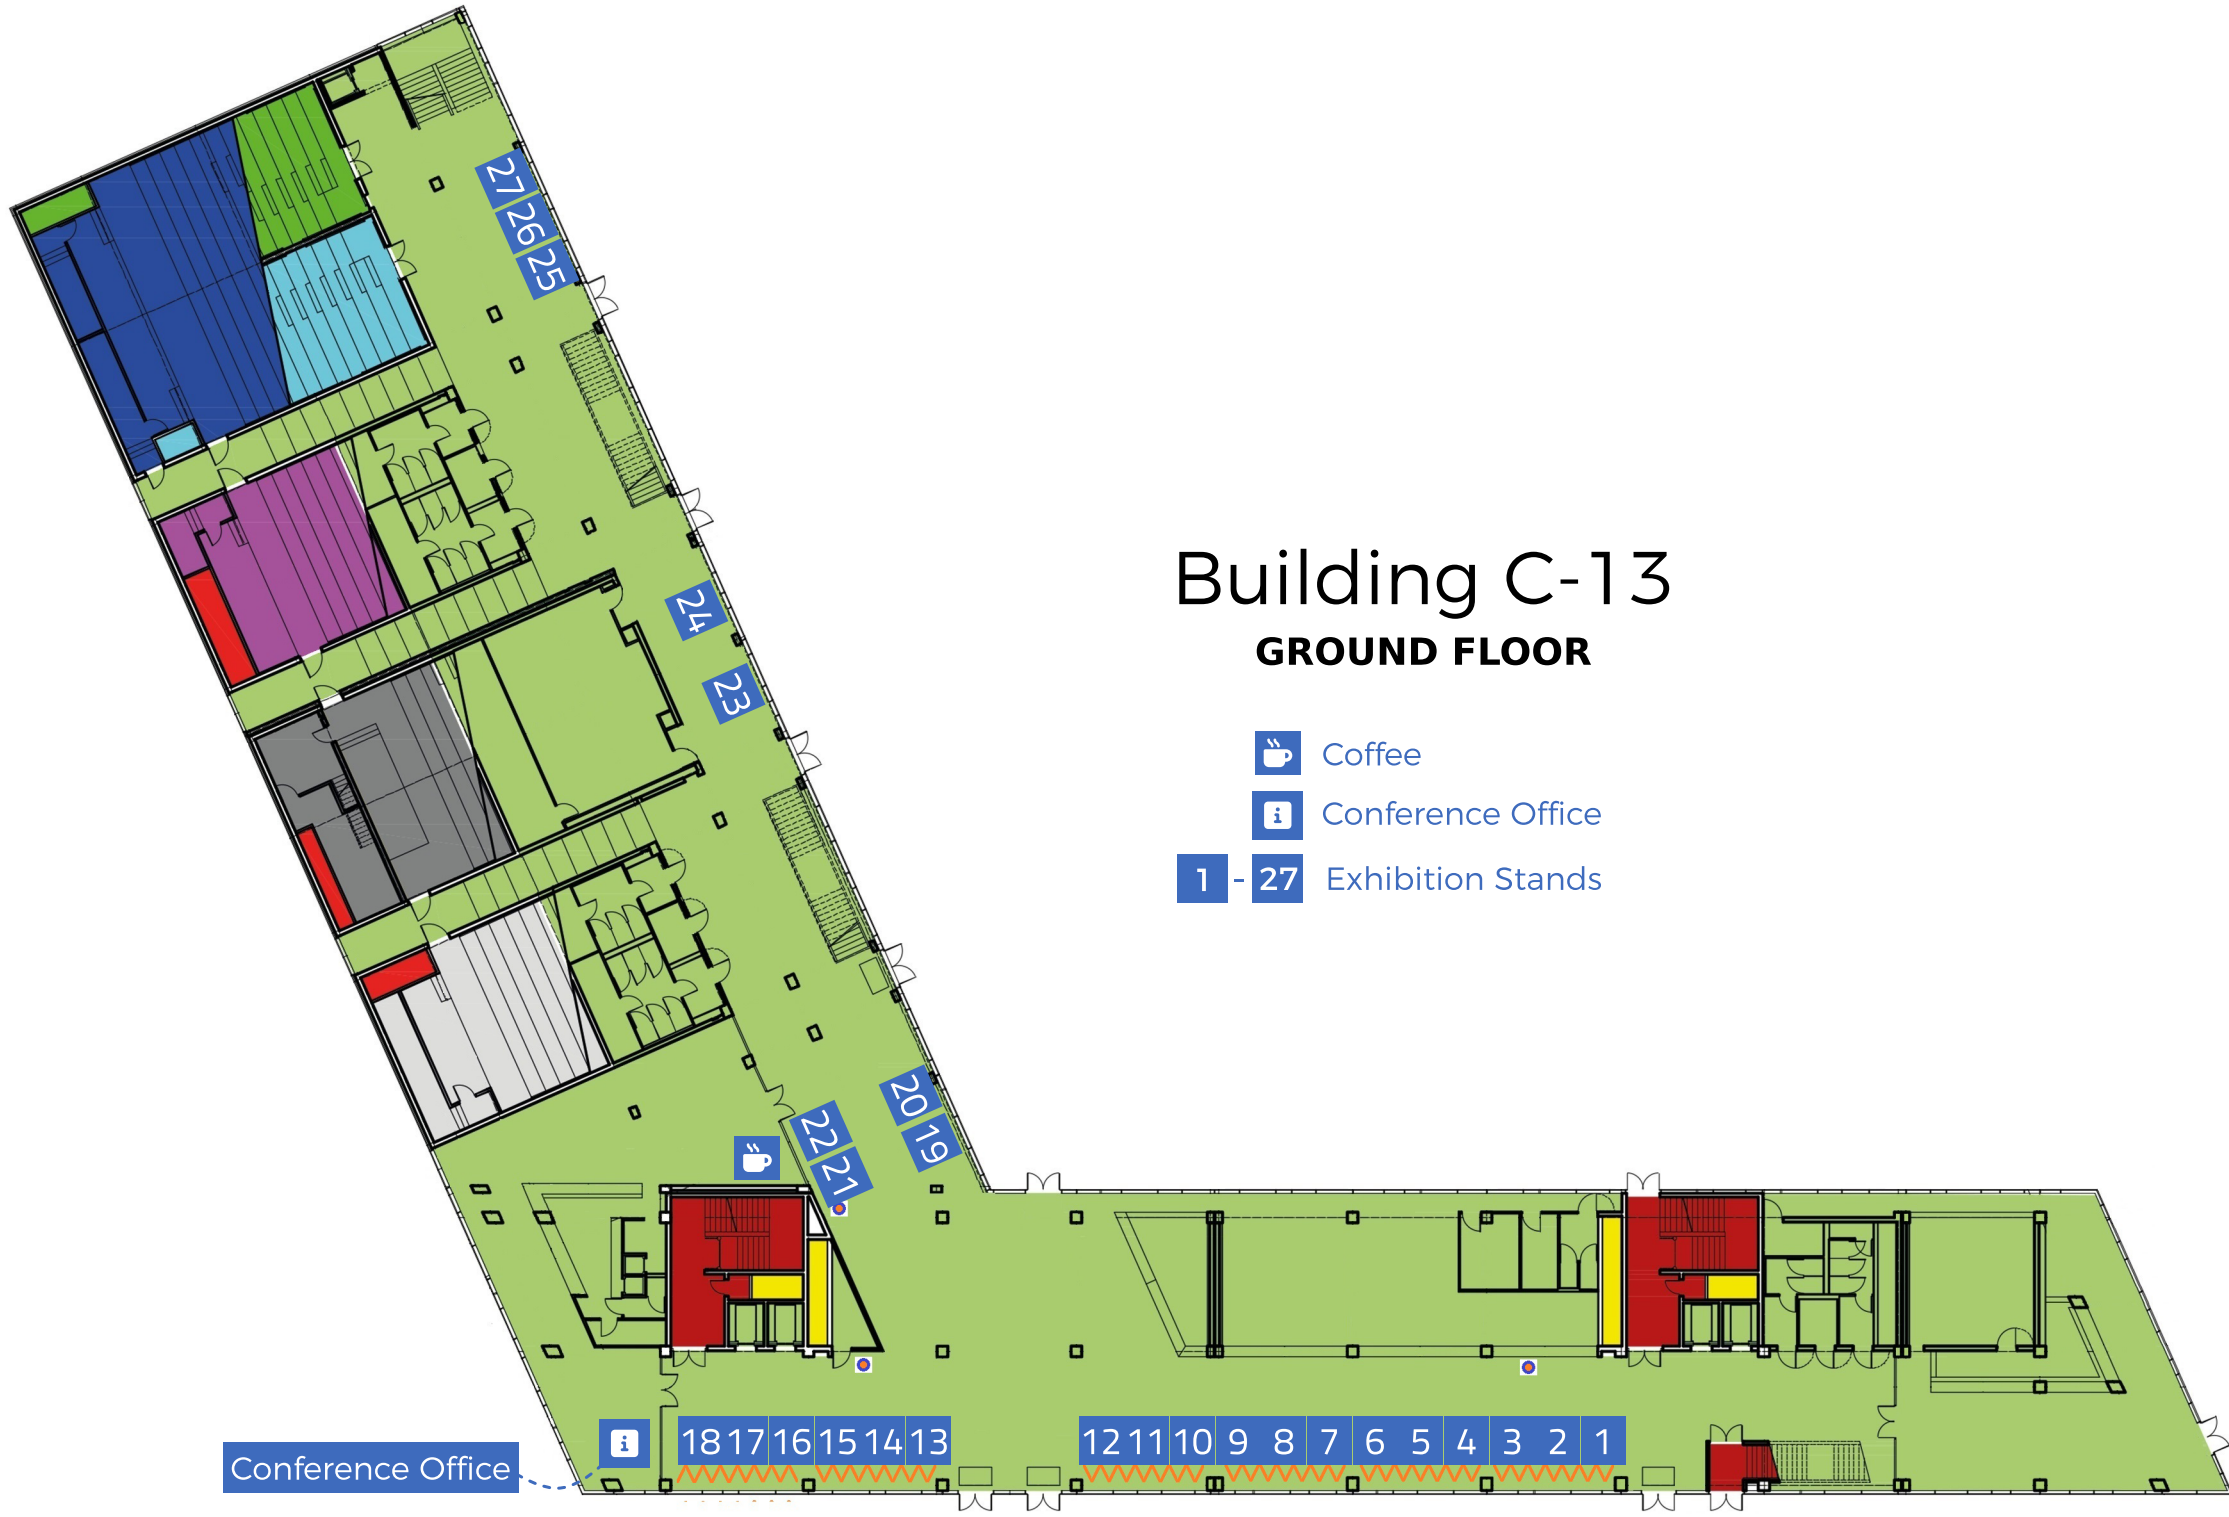 27
26
25
24
23
Building C-13
GROUND FLOOR
Coffee
i Conference Office
1 - 27 Exhibition Stands
20
19
22
21
i
18 17 16 15 14 13 12 11 10 9 8 7 6 5 4 3 2 1
Conference Office